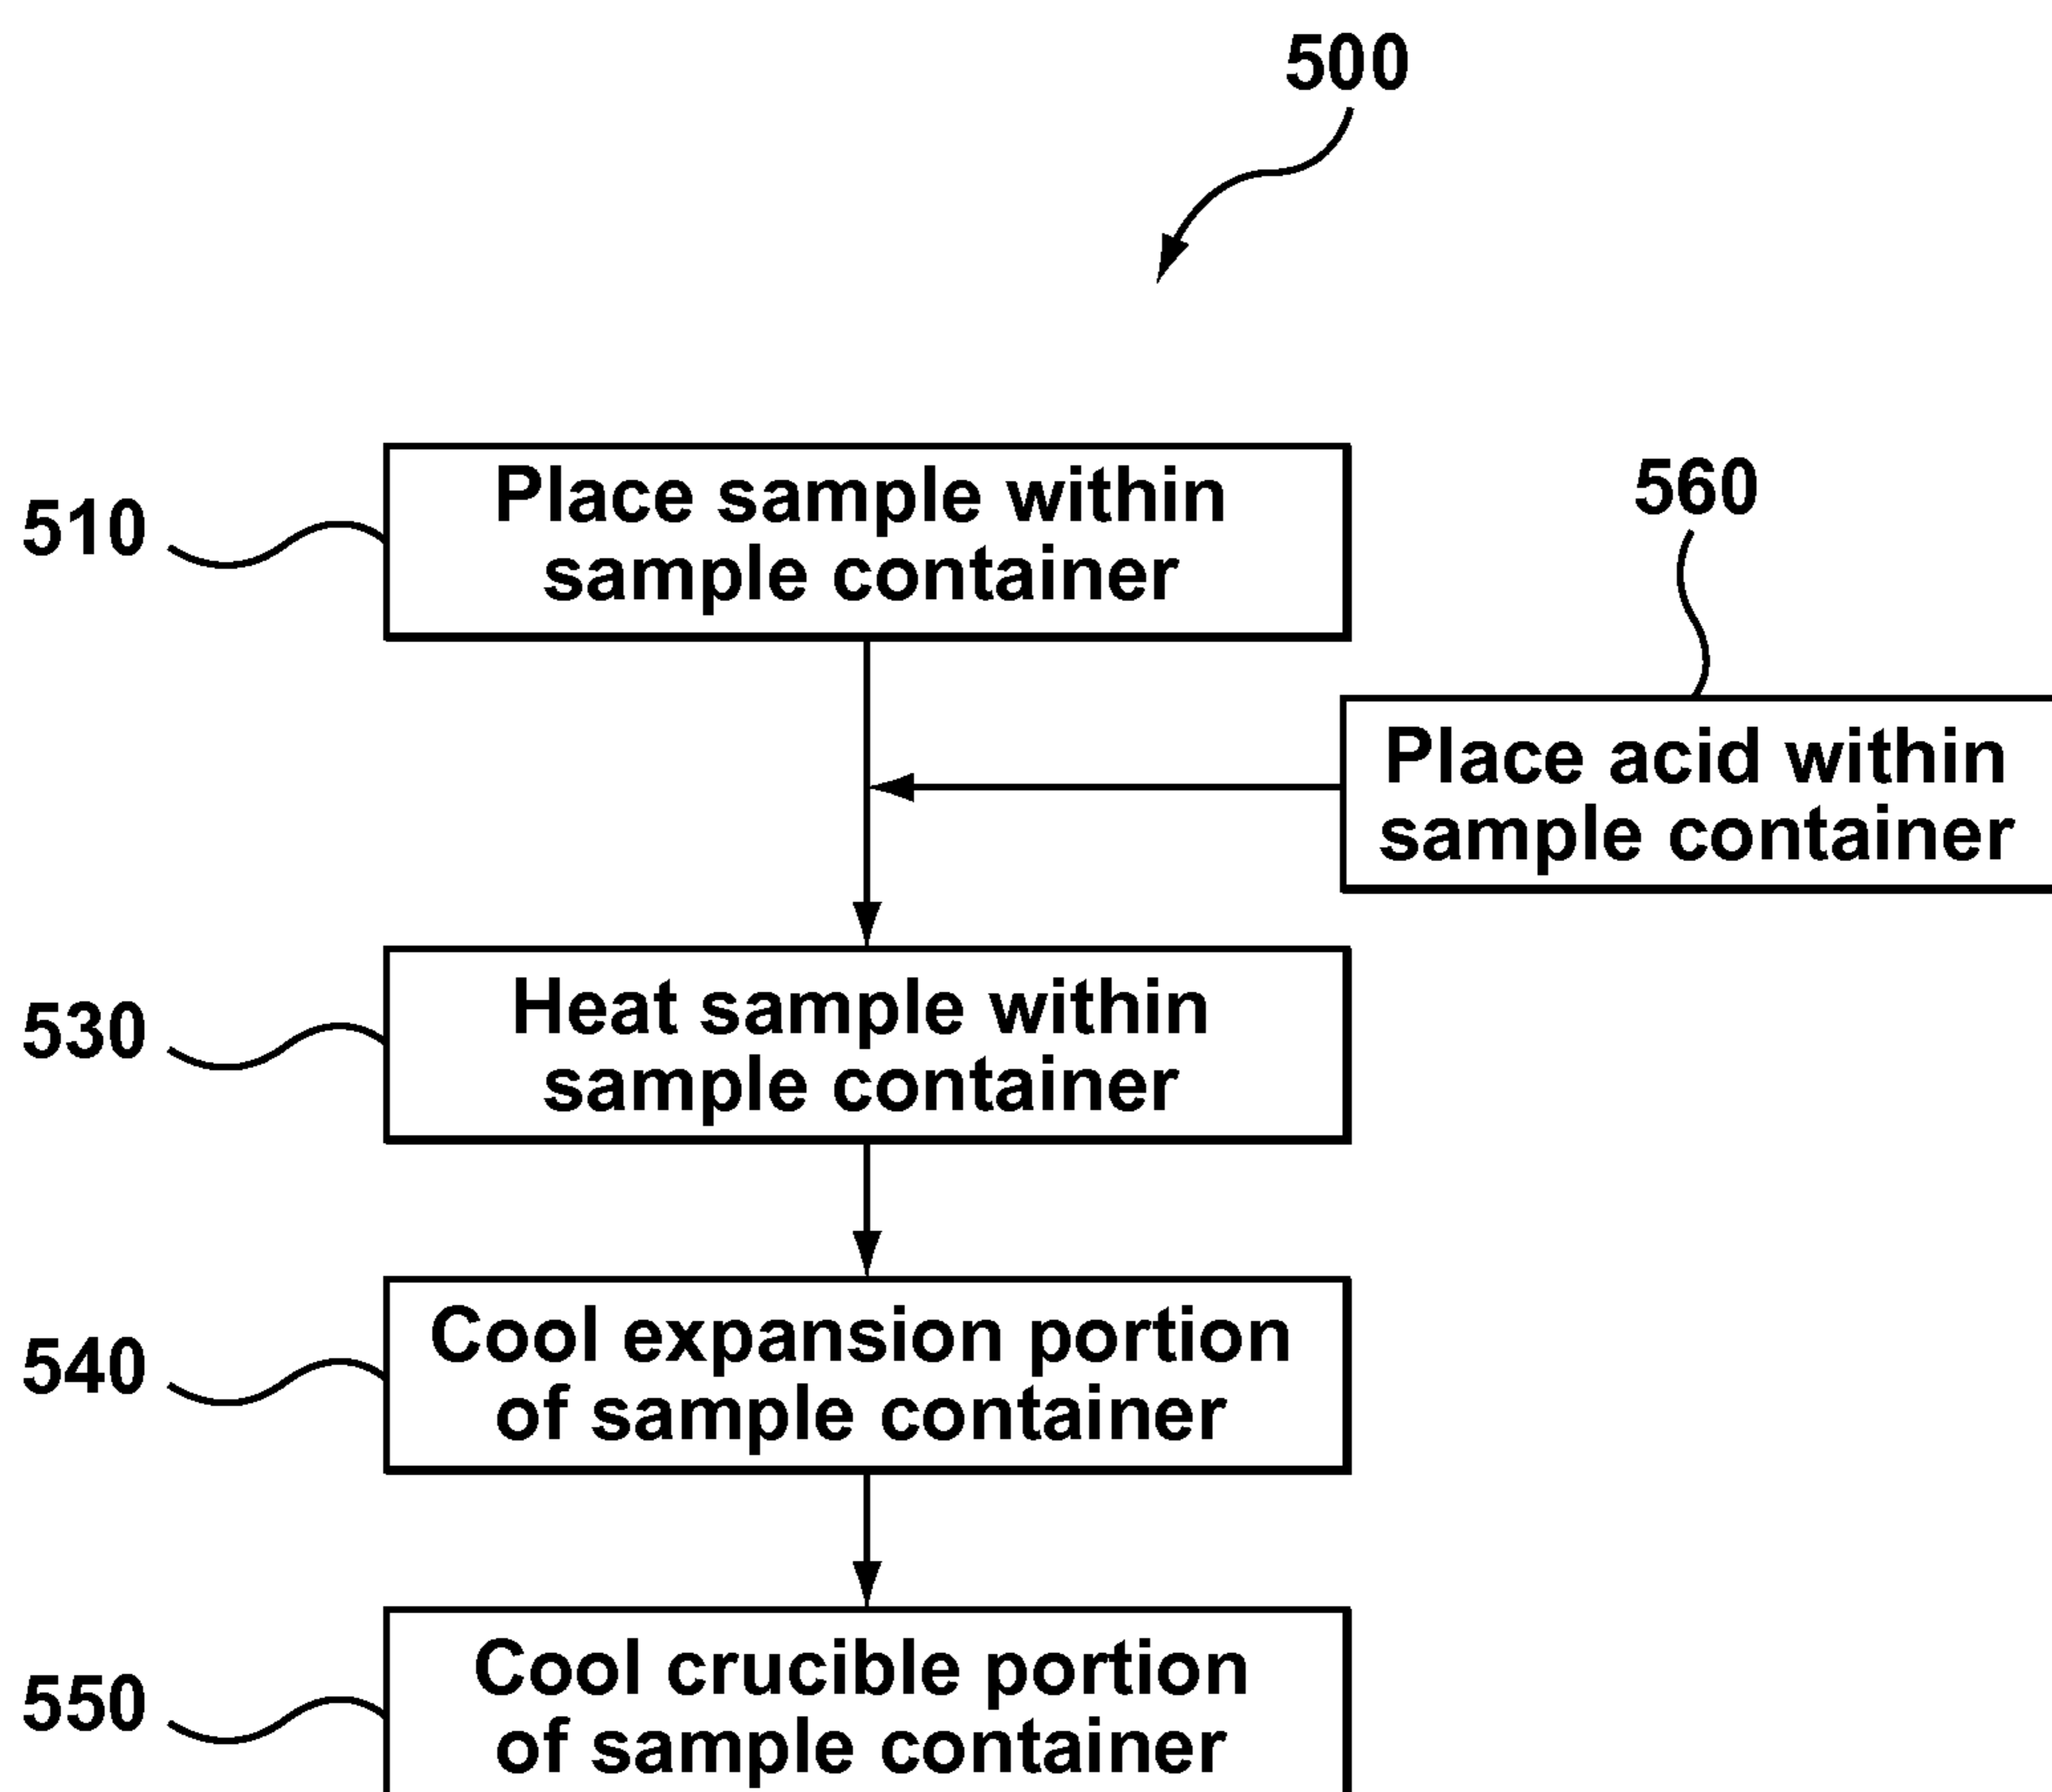 500
510
Place sample within
sample container
560
Place acid within
sample container
530
Heat sample within
sample container
540
Cool expansion portion
of sample container
550
Cool crucible portion
of sample container